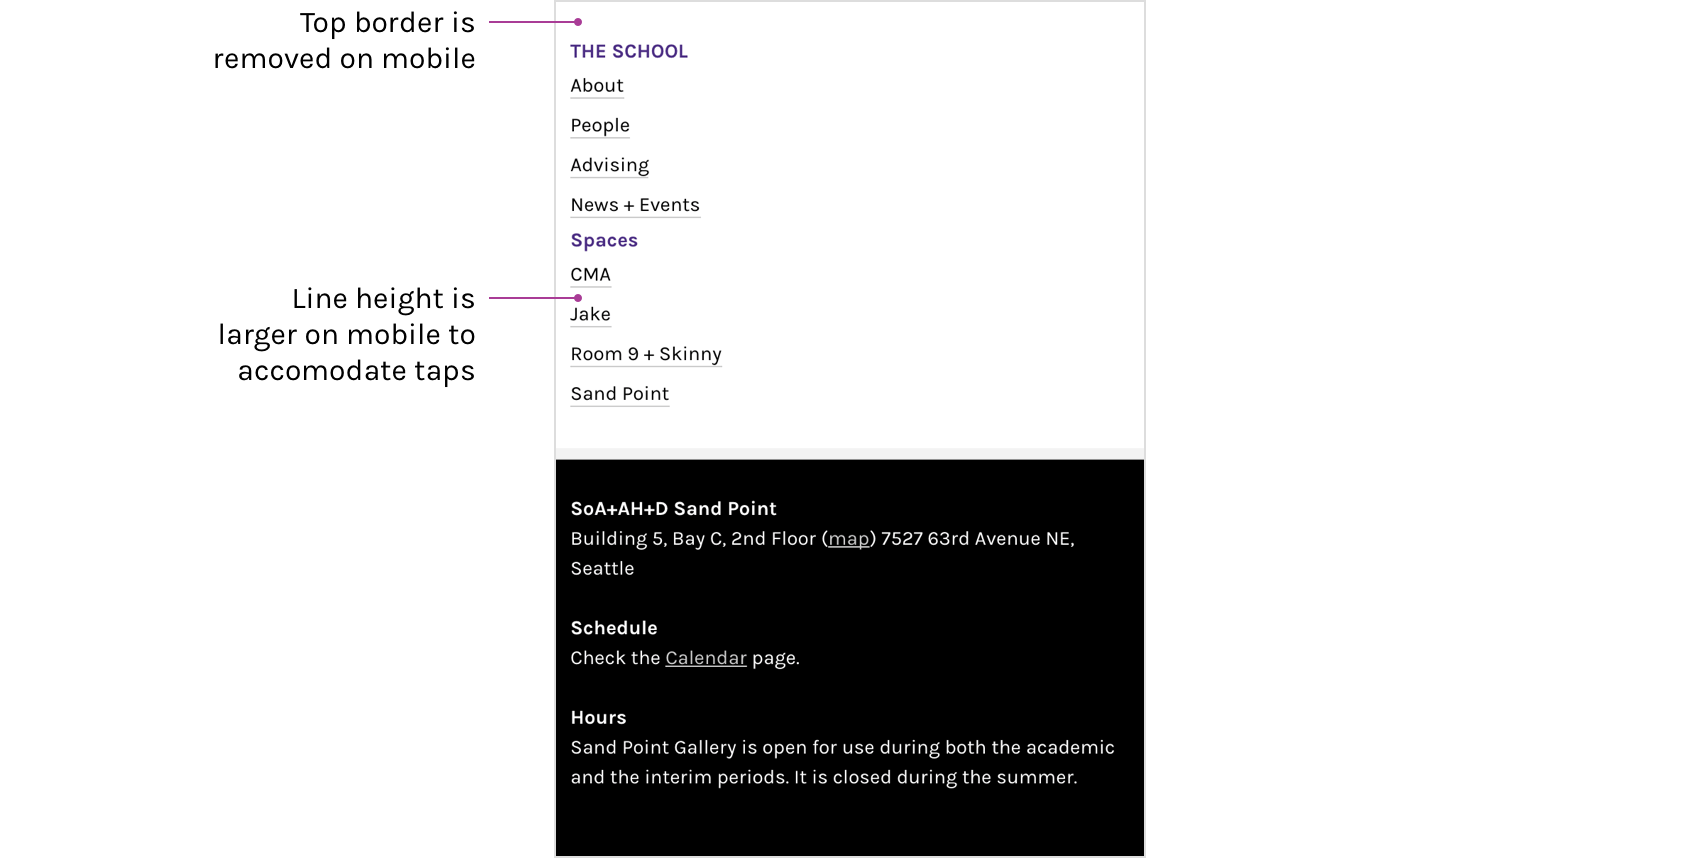 Top border is
removed on mobile
THE SCHOOL
About
People
Advising
News + Events
Spaces
CMA
Line height is
larger on mobile to
accomodate taps
Jake
Room 9 + Skinny
Sand Point
SoA+AH+D Sand Point
Building 5, Bay C, 2nd Floor (map) 7527 63rd Avenue NE,
Seattle
Schedule
Check the Calendar page.
Hours
Sand Point Gallery is open for use during both the academic
and the interim periods. It is closed during the summer.